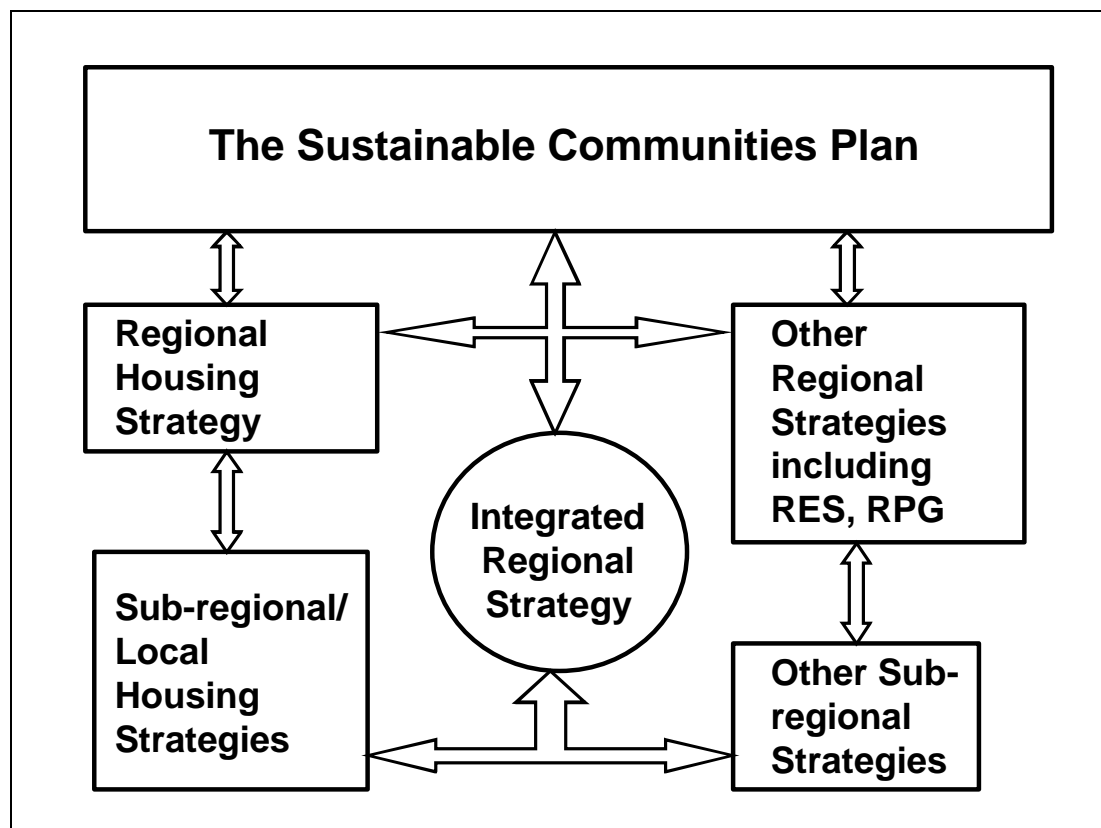 The Sustainable Communities Plan
Regional
Housing
Strategy
Other
Regional
Strategies
including
RES, RPG
Integrated
Regional
Strategy
Sub-regional/
Local
Housing
Strategies
Other Sub-
regional
Strategies